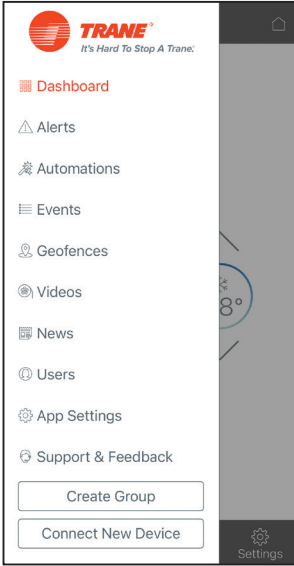 TRANE®
It's Hard To Stop A Trane.®
Dashboard
Alerts
Automations
Events
Geofences
Videos
News
Users
App Settings
Support & Feedback
Create Group
Connect New Device
8°
Settings